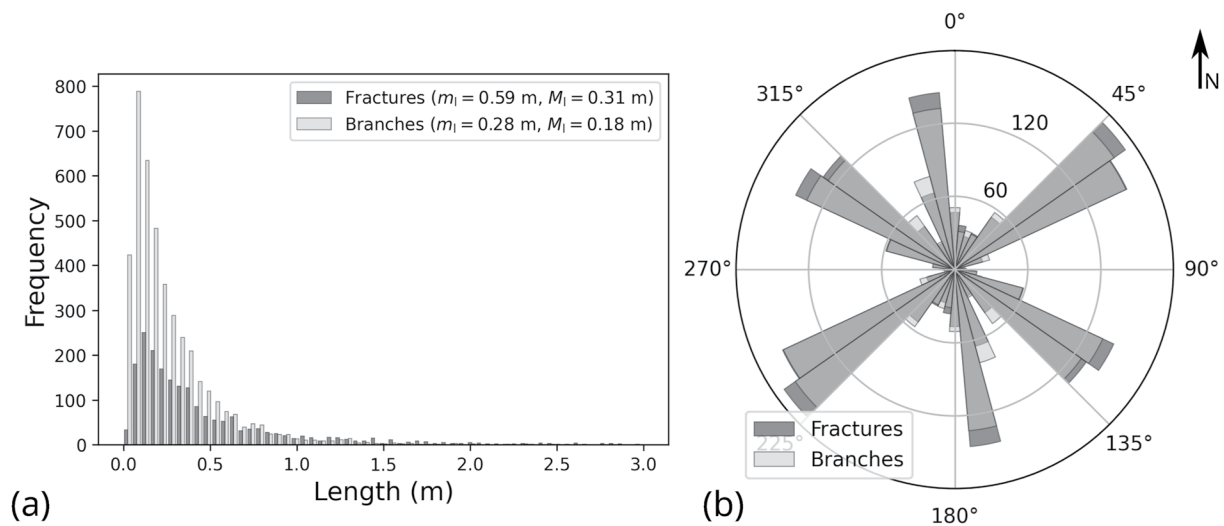 800
700
600
500
400
300
200
100
0
Frequency
Fractures (mₗ = 0.59 m, Mₗ = 0.31 m)
Branches (mₗ = 0.28 m, Mₗ = 0.18 m)
0.0 0.5 1.0 1.5 2.0 2.5 3.0
Length (m)
(a)
0°
N
315°
45°
120
60
270°
90°
225°
135°
Fractures
Branches
180°
(b)